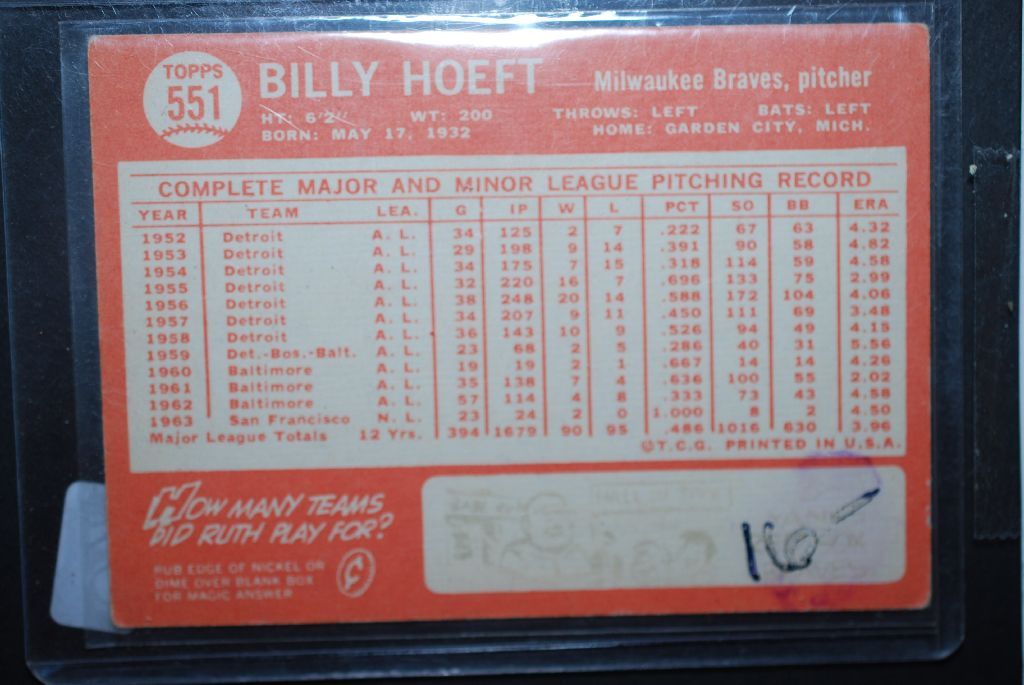 TOPPS
551
BILLY HOEFT
Milwaukee Braves, pitcher
HT: 6'2" WT: 200 THROWS: LEFT BATS: LEFT
BORN: MAY 17, 1932 HOME: GARDEN CITY, MICH.
COMPLETE MAJOR AND MINOR LEAGUE PITCHING RECORD
YEAR TEAM LEA. G IP W L PCT SO BB ERA
1952 Detroit A. L. 34 125 2 7 .222 67 63 4.32
1953 Detroit A. L. 29 198 9 14 .391 90 58 4.82
1954 Detroit A. L. 34 175 7 15 .318 114 59 4.58
1955 Detroit A. L. 32 220 16 7 .696 133 75 2.99
1956 Detroit A. L. 38 248 20 14 .588 172 104 4.06
1957 Detroit A. L. 34 207 9 11 .450 111 69 3.48
1958 Detroit A. L. 36 143 10 9 .526 94 49 4.15
1959 Det.-Bos.-Balt. A. L. 23 68 2 5 .286 40 31 5.56
1960 Baltimore A. L. 19 19 2 1 .667 14 14 4.26
1961 Baltimore A. L. 35 138 7 4 .636 100 55 2.02
1962 Baltimore A. L. 57 114 4 8 .333 73 43 4.58
1963 San Francisco N. L. 23 24 2 0 1.000 8 2 4.50
Major League Totals 12 Yrs. 394 1679 90 95 .486 1016 630 3.96
©T.C.G. PRINTED IN U.S.A.
HOW MANY TEAMS
DID RUTH PLAY FOR?
RUB EDGE OF NICKEL OR
DIME OVER BLANK BOX
FOR MAGIC ANSWER
16